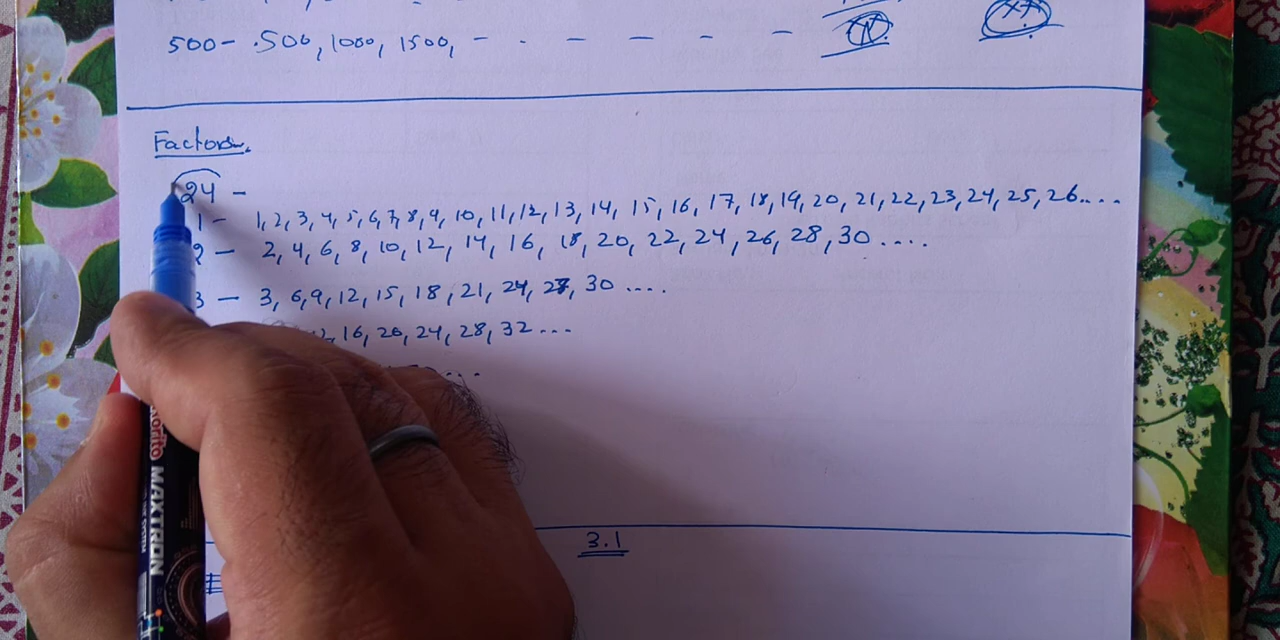 500 - .500, 1000, 1500, - . - - - - -
Factors.
24 -
1 - 1, 2, 3, 4, 5, 6, 7, 8, 9, 10, 11, 12, 13, 14, 15, 16, 17, 18, 19, 20, 21, 22, 23, 24, 25, 26....
2 - 2, 4, 6, 8, 10, 12, 14, 16, 18, 20, 22, 24, 26, 28, 30....
3 - 3, 6, 9, 12, 15, 18, 21, 24, 27, 30....
16, 20, 24, 28, 32...
3.1
MAXTRON